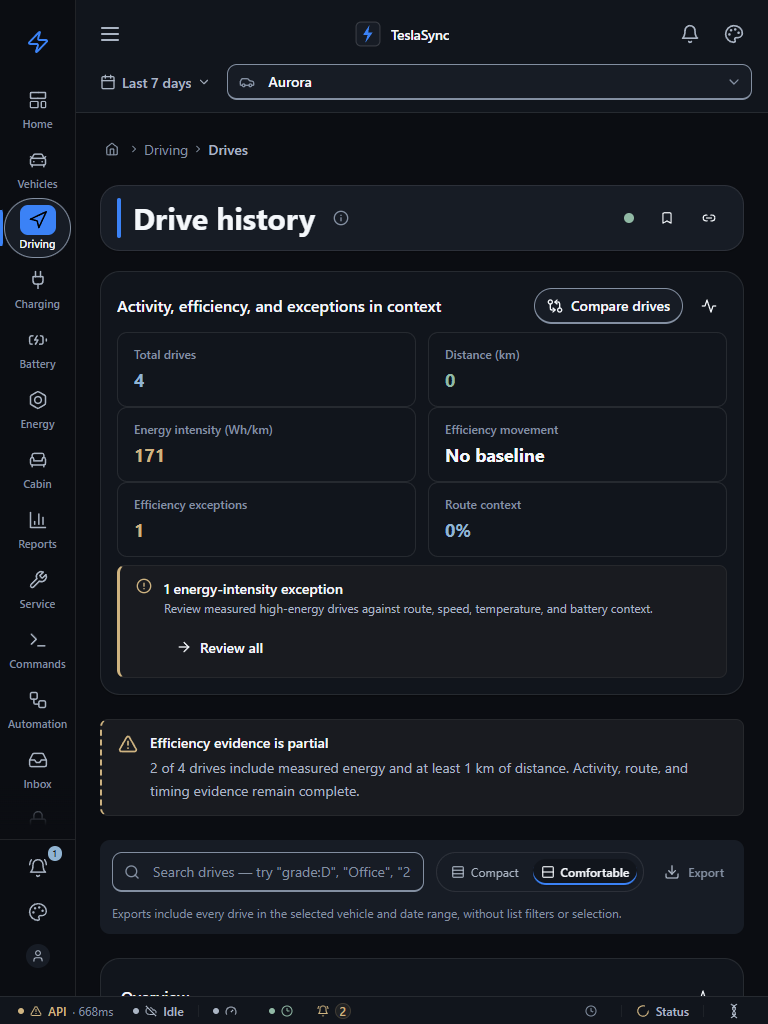 TeslaSync
Last 7 days
Aurora
Home
Vehicles
Driving
Charging
Battery
Energy
Cabin
Reports
Service
Commands
Automation
Inbox
1
Driving
Drives
Drive history
Activity, efficiency, and exceptions in context
Compare drives
Total drives
4
Distance (km)
0
Energy intensity (Wh/km)
171
Efficiency movement
No baseline
Efficiency exceptions
1
Route context
0%
1 energy-intensity exception
Review measured high-energy drives against route, speed, temperature, and battery context.
Review all
Efficiency evidence is partial
2 of 4 drives include measured energy and at least 1 km of distance. Activity, route, and
timing evidence remain complete.
Search drives — try "grade:D", "Office", "2
Compact
Comfortable
Export
Exports include every drive in the selected vehicle and date range, without list filters or selection.
Overview
API · 668ms
Idle
2
Status